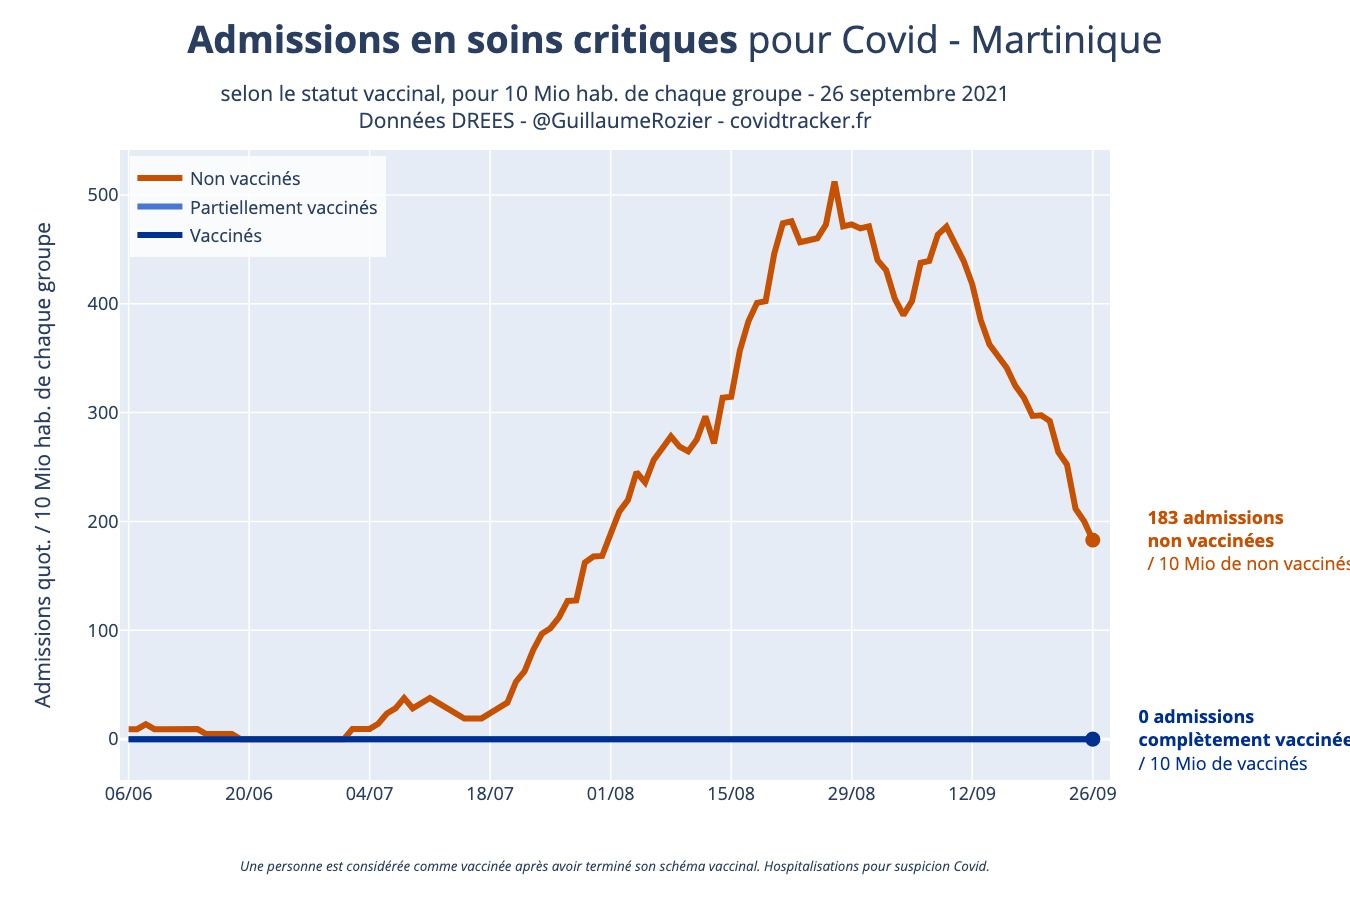 Admissions en soins critiques pour Covid - Martinique
selon le statut vaccinal, pour 10 Mio hab. de chaque groupe - 26 septembre 2021
Données DREES - @GuillaumeRozier - covidtracker.fr
Admissions quot. / 10 Mio hab. de chaque groupe
Non vaccinés
Partiellement vaccinés
Vaccinés
500
400
300
200
100
0
06/06
20/06
04/07
18/07
01/08
15/08
29/08
12/09
26/09
183 admissions
non vaccinées
/ 10 Mio de non vaccinés
0 admissions
complètement vaccinée
/ 10 Mio de vaccinés
Une personne est considérée comme vaccinée après avoir terminé son schéma vaccinal. Hospitalisations pour suspicion Covid.